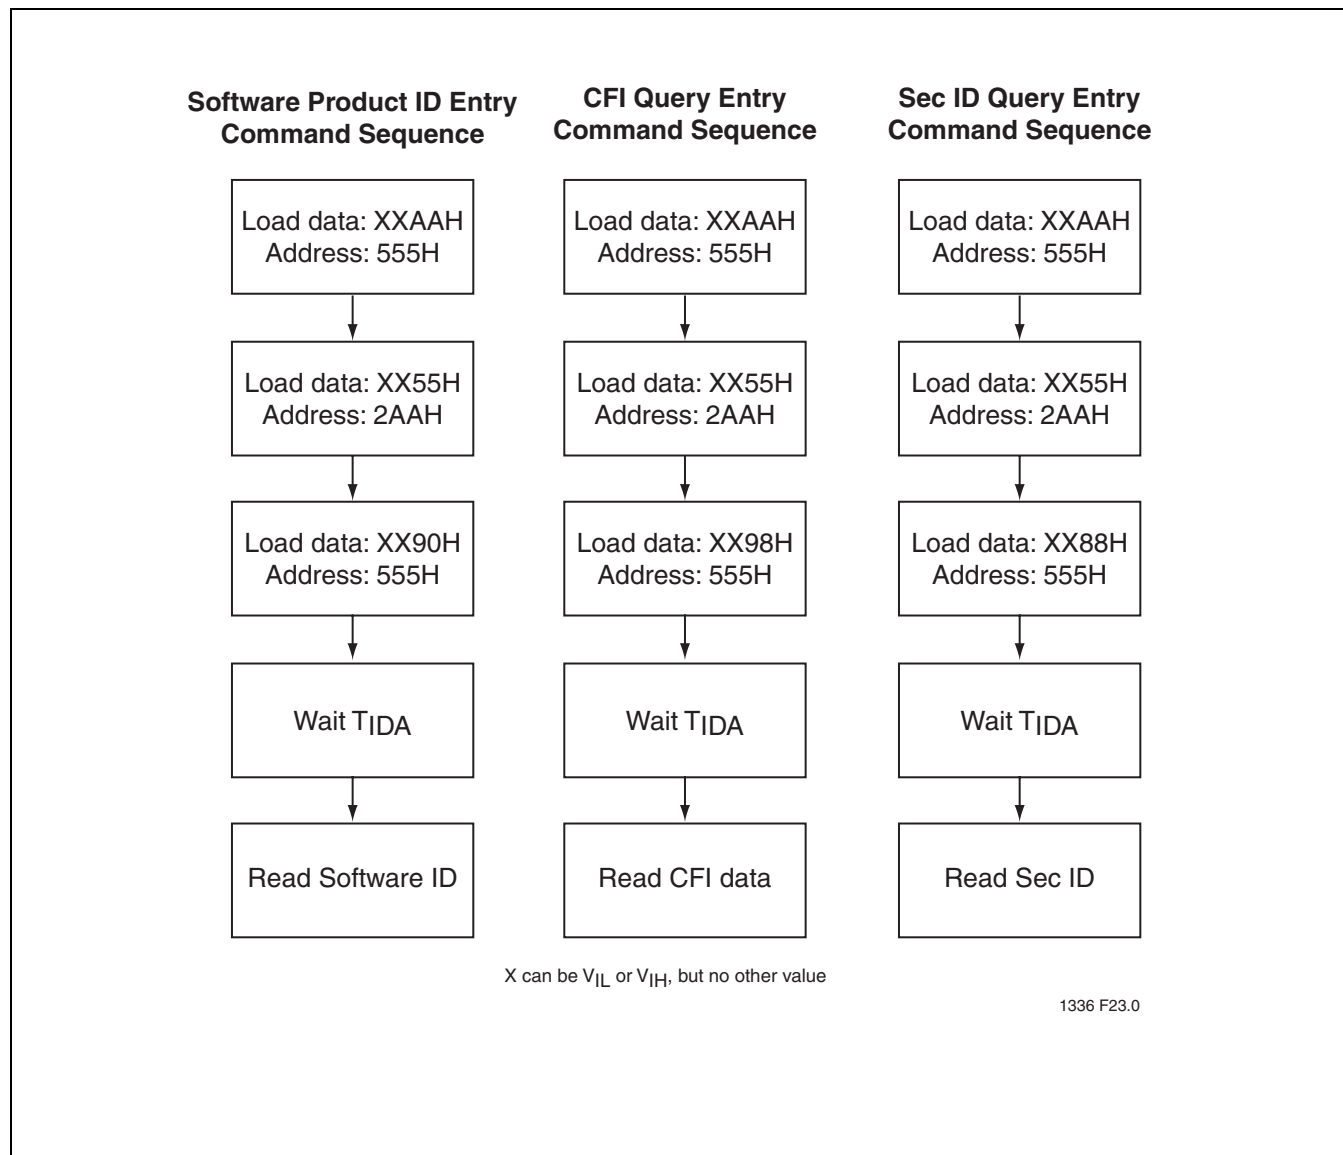 Software Product ID Entry
Command Sequence
Load data: XXAAH
Address: 555H
Load data: XX55H
Address: 2AAH
Load data: XX90H
Address: 555H
Wait TIDA
Read Software ID
CFI Query Entry
Command Sequence
Load data: XXAAH
Address: 555H
Load data: XX55H
Address: 2AAH
Load data: XX98H
Address: 555H
Wait TIDA
Read CFI data
Sec ID Query Entry
Command Sequence
Load data: XXAAH
Address: 555H
Load data: XX55H
Address: 2AAH
Load data: XX88H
Address: 555H
Wait TIDA
Read Sec ID
X can be VIL or VIH, but no other value
1336 F23.0